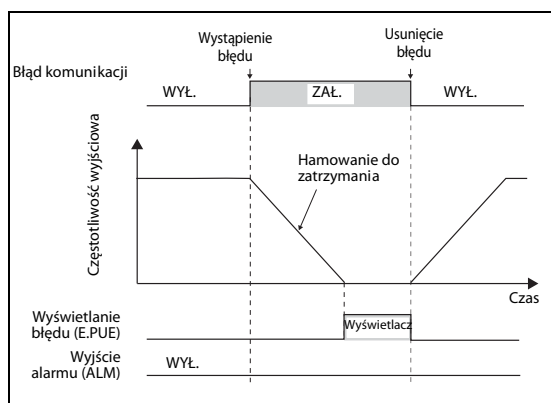 Wystąpienie
błędu
Usunięcie
błędu
Błąd komunikacji
WYŁ.
ZAŁ.
WYŁ.
Częstotliwość wyjściowa
Hamowanie do
zatrzymania
Czas
Wyświetlanie
błędu (E.PUE)
Wyświetlacz
Wyjście
alarmu (ALM)
WYŁ.